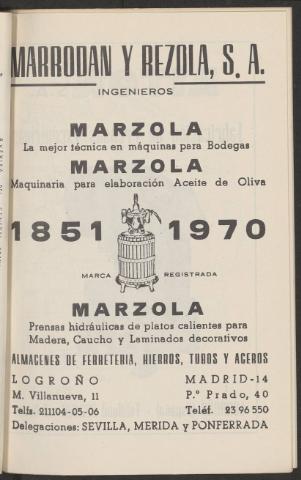 MARRODAN Y REZOLA, S. A.
INGENIEROS
MARZOLA
La mejor técnica en máquinas para Bodegas
MARZOLA
Maquinaria para elaboración Aceite de Oliva
1851 1970
MARCA REGISTRADA
MARZOLA
Prensas hidráulicas de platos calientes para
Madera, Caucho y Laminados decorativos
ALMACENES DE FERRETERIA, HIERROS, TUBOS Y ACEROS
LOGROÑO MADRID-14
M. Villanueva, 11 P.º Prado, 40
Telfs. 211104-05-06 Teléf. 23 96 550
Delegaciones: SEVILLA, MERIDA y PONFERRADA